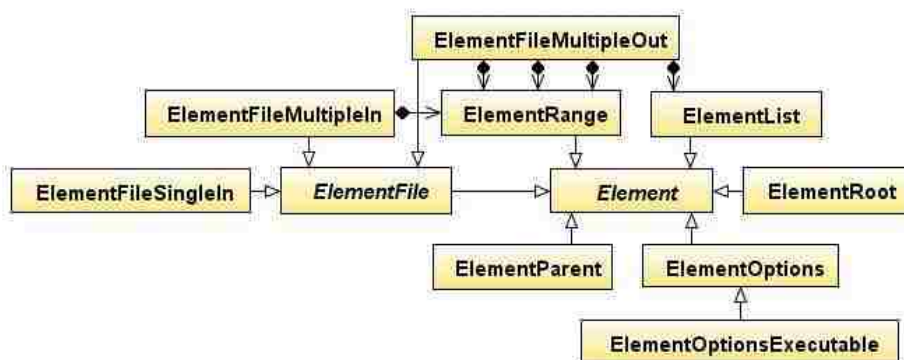 ElementFileMultipleOut
ElementFileMultipleIn
ElementRange
ElementList
ElementFileSingleIn
ElementFile
Element
ElementRoot
ElementParent
ElementOptions
ElementOptionsExecutable